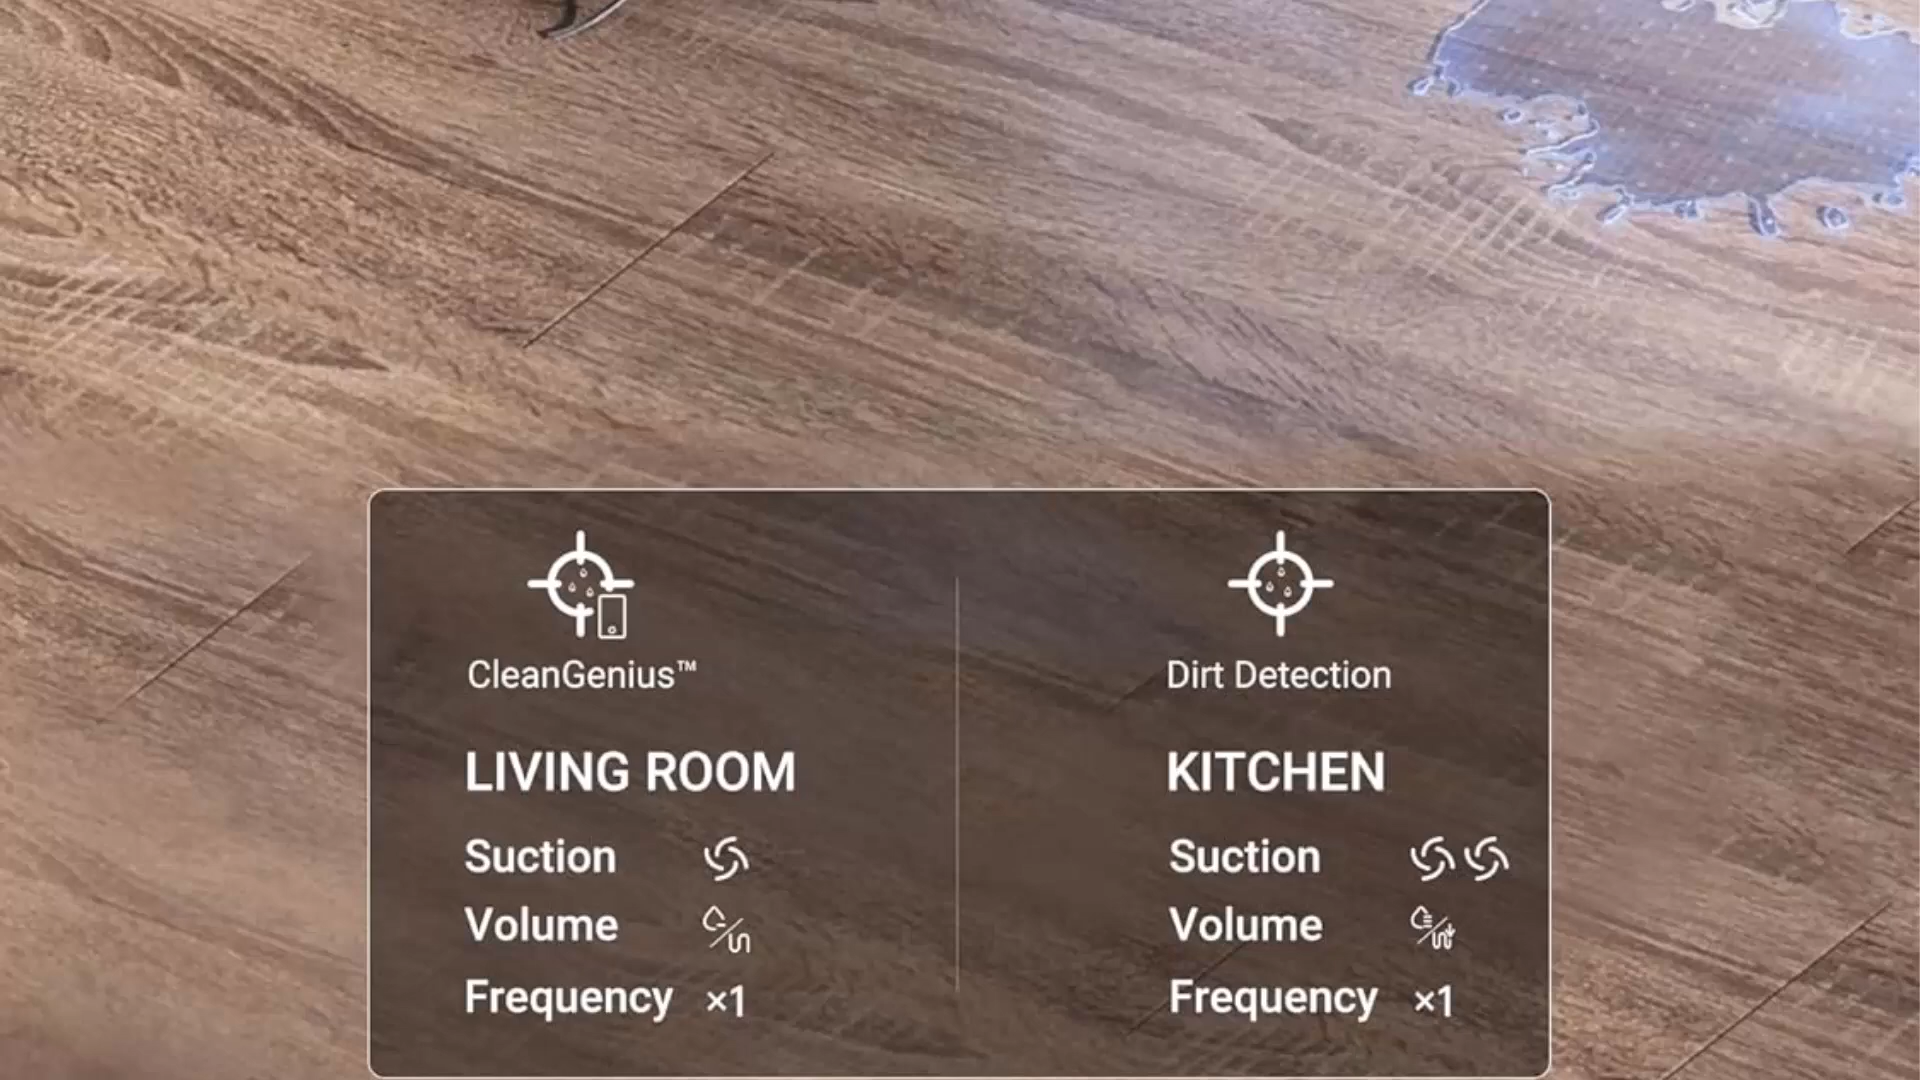 CleanGenius™
LIVING ROOM
Suction
Volume
Frequency ×1
Dirt Detection
KITCHEN
Suction
Volume
Frequency ×1